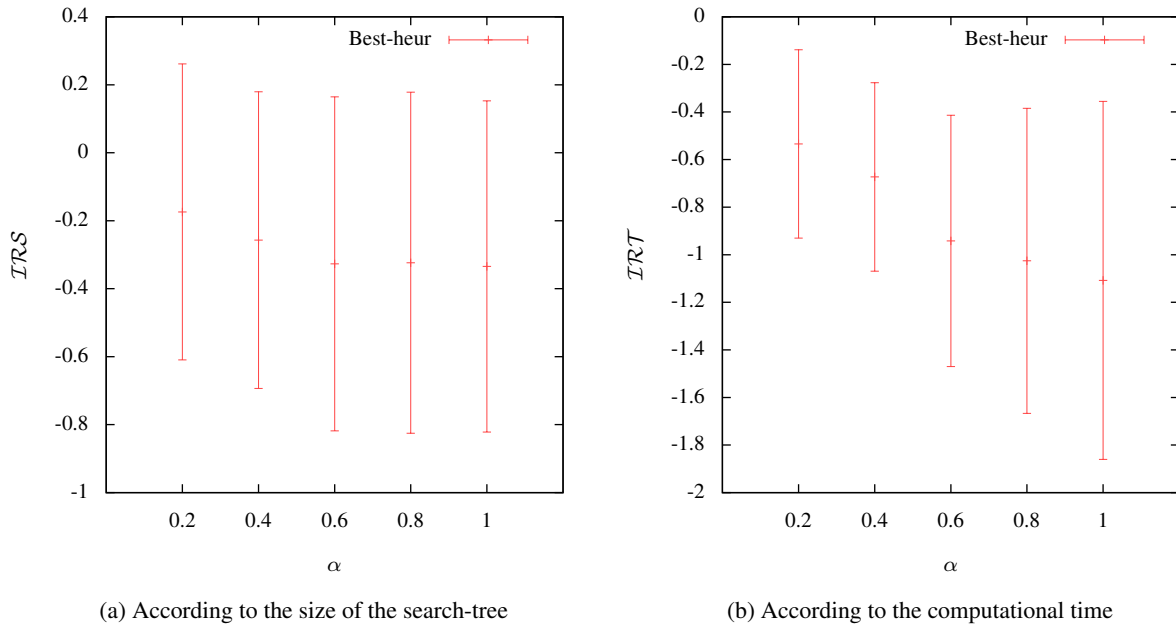 0.4
0.2
0
-0.2
-0.4
-0.6
-0.8
-1
0.2 0.4 0.6 0.8 1
IRS
α
Best-heur
(a) According to the size of the search-tree
0
-0.2
-0.4
-0.6
-0.8
-1
-1.2
-1.4
-1.6
-1.8
-2
0.2 0.4 0.6 0.8 1
IRT
α
Best-heur
(b) According to the computational time